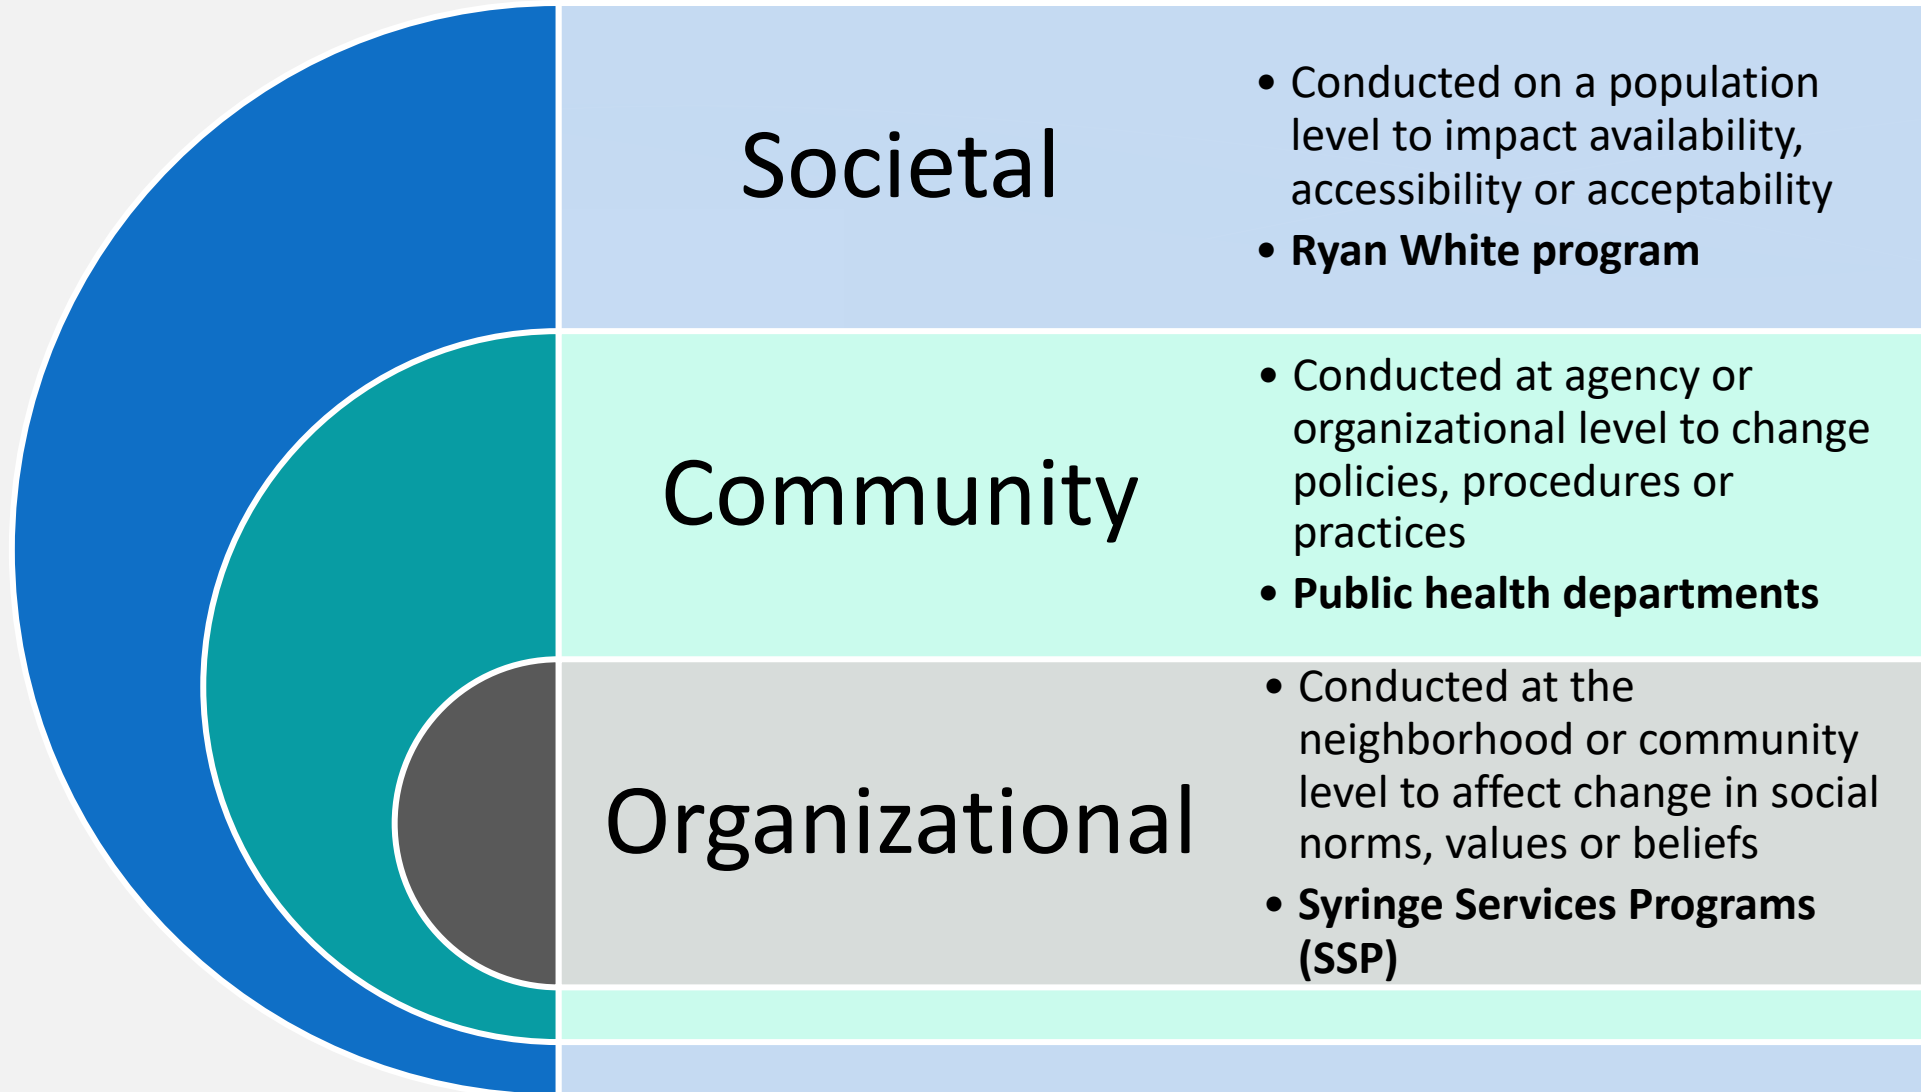 Societal
• Conducted on a population
level to impact availability,
accessibility or acceptability
• Ryan White program
Community
• Conducted at agency or
organizational level to change
policies, procedures or
practices
• Public health departments
Organizational
• Conducted at the
neighborhood or community
level to affect change in social
norms, values or beliefs
• Syringe Services Programs
(SSP)